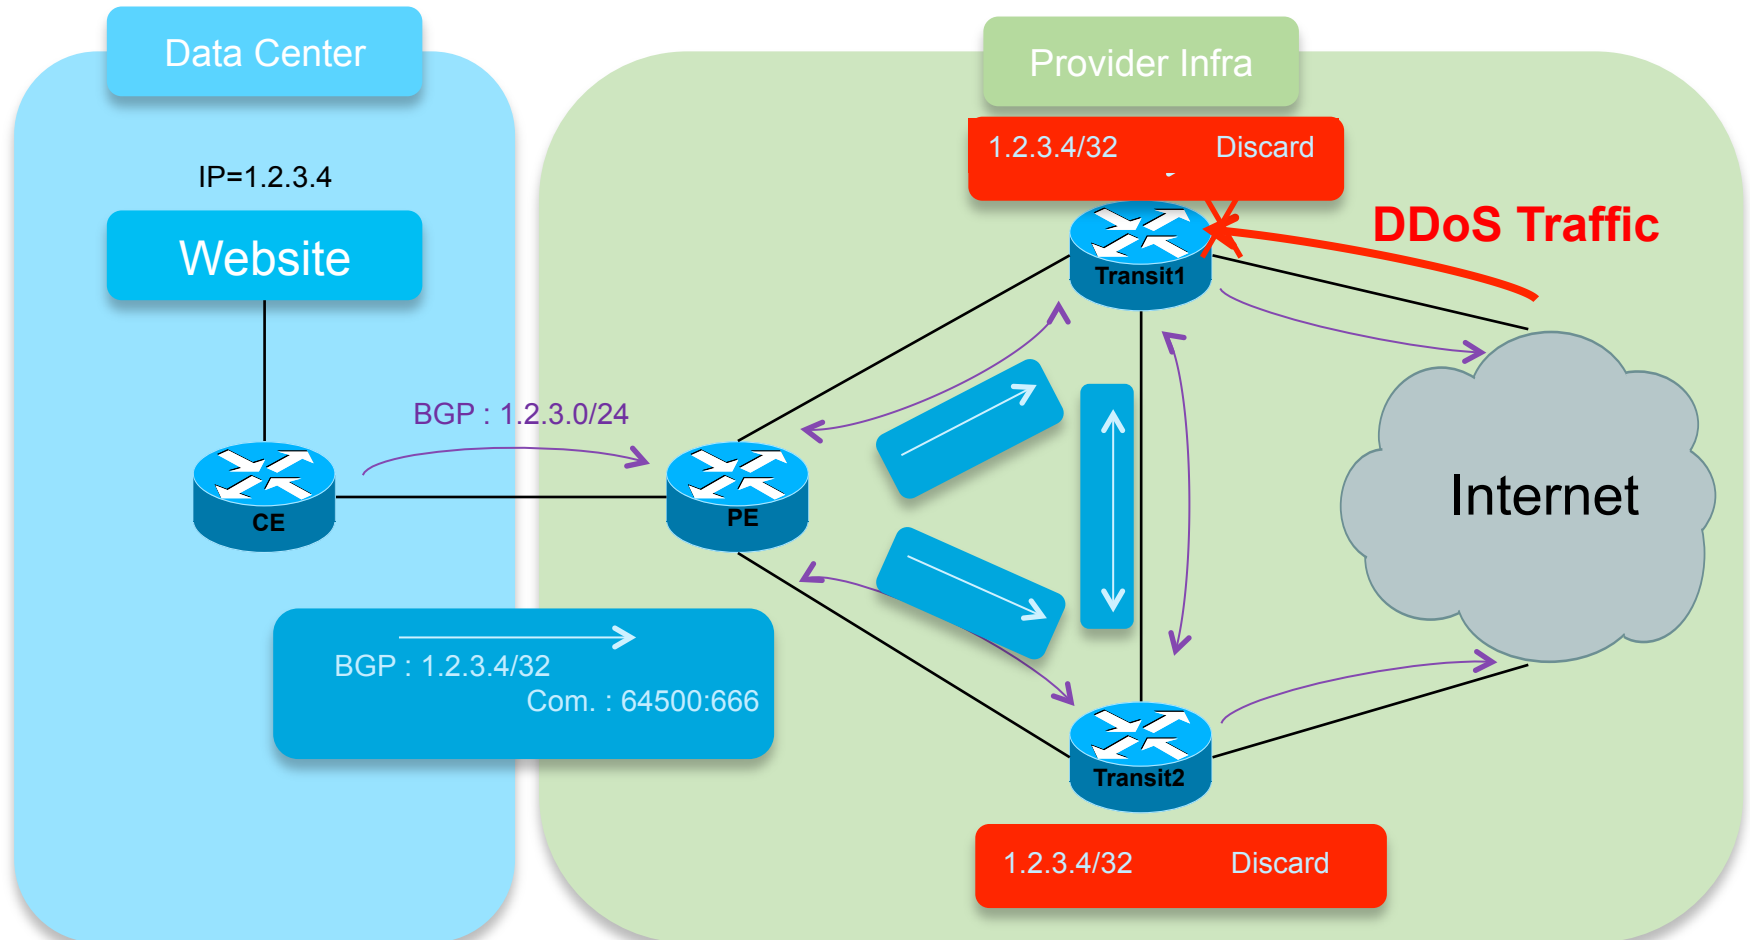 Data Center
Provider Infra
1.2.3.4/32 Discard
IP=1.2.3.4
Website
DDoS Traffic
Transit1
BGP : 1.2.3.0/24
Internet
CE
PE
BGP : 1.2.3.4/32
Com. : 64500:666
Transit2
1.2.3.4/32 Discard